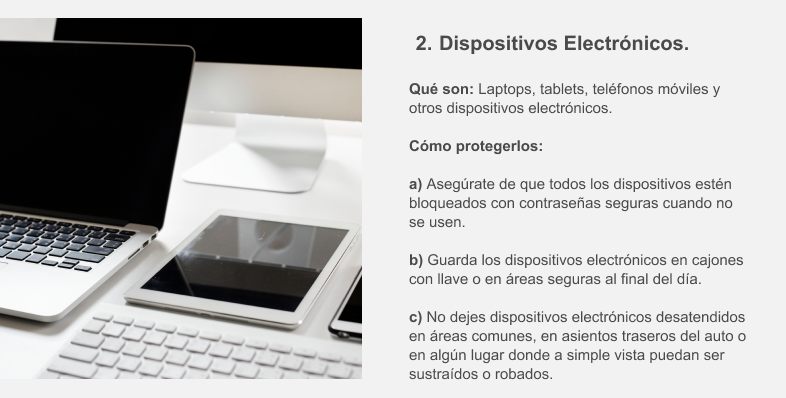 2. Dispositivos Electrónicos.
Qué son: Laptops, tablets, teléfonos móviles y
otros dispositivos electrónicos.
Cómo protegerlos:
a) Asegúrate de que todos los dispositivos estén
bloqueados con contraseñas seguras cuando no
se usen.
b) Guarda los dispositivos electrónicos en cajones
con llave o en áreas seguras al final del día.
c) No dejes dispositivos electrónicos desatendidos
en áreas comunes, en asientos traseros del auto o
en algún lugar donde a simple vista puedan ser
sustraídos o robados.